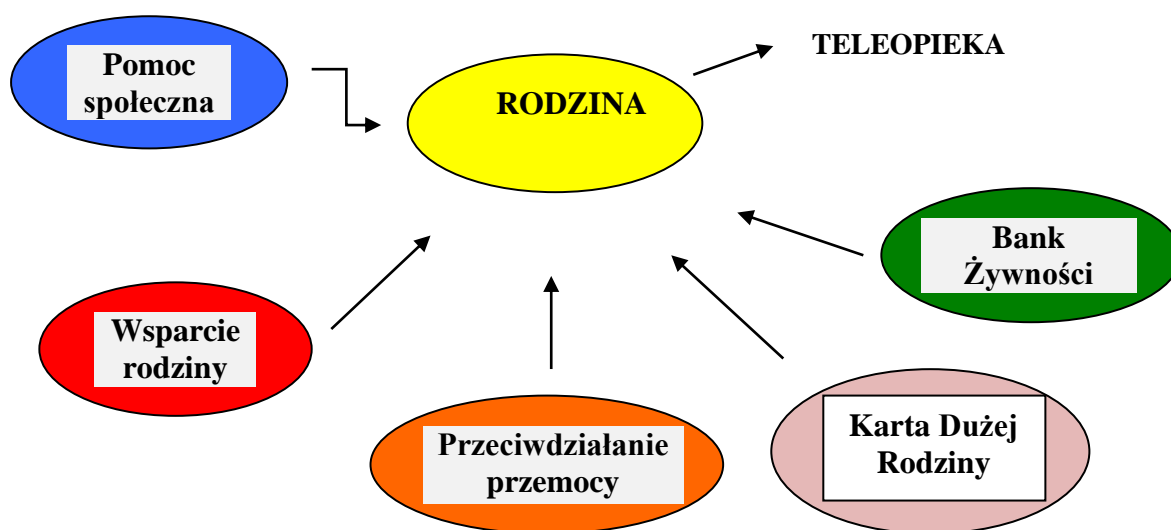 Pomoc
społeczna
RODZINA
TELEOPIEKA
Bank
Żywności
Wsparcie
rodziny
Przeciwdziałanie
przemocy
Karta Dużej
Rodziny